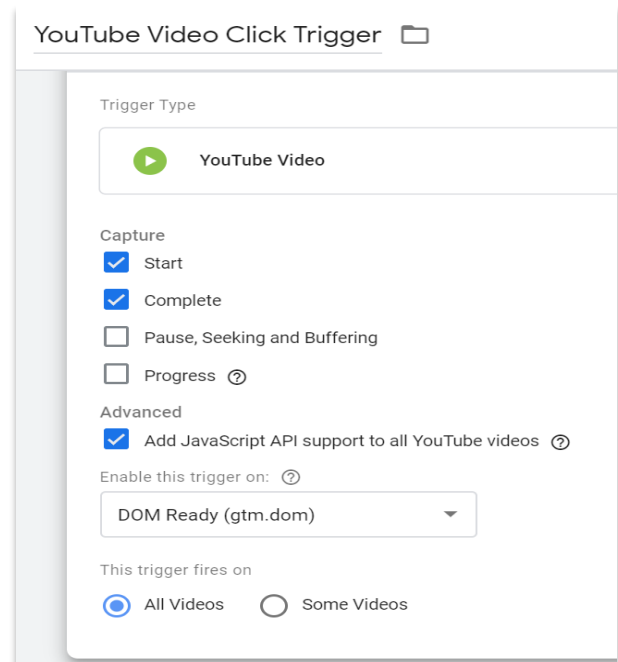 YouTube Video Click Trigger
Trigger Type
YouTube Video
Capture
Start
Complete
Pause, Seeking and Buffering
Progress ?
Advanced
Add JavaScript API support to all YouTube videos ?
Enable this trigger on: ?
DOM Ready (gtm.dom)
This trigger fires on
All Videos Some Videos